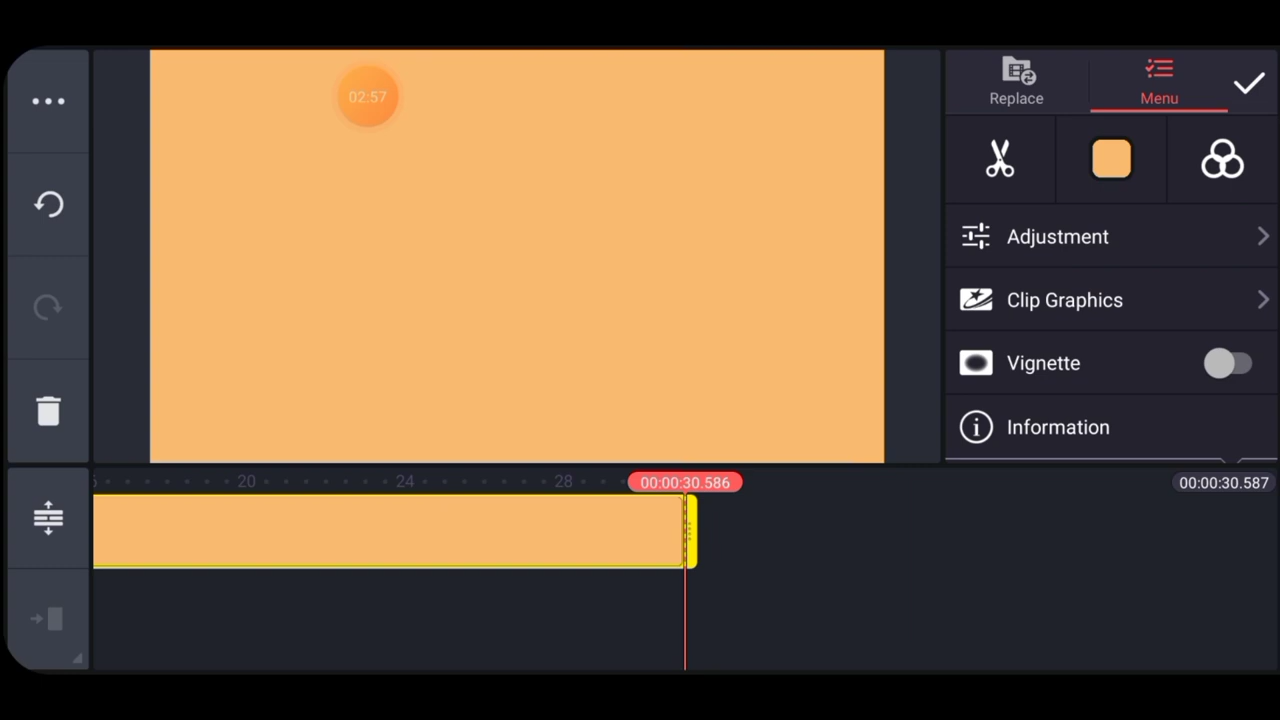 02:57
Replace
Menu
Adjustment
Clip Graphics
Vignette
Information
20
24
28
00:00:30.586
00:00:30.587